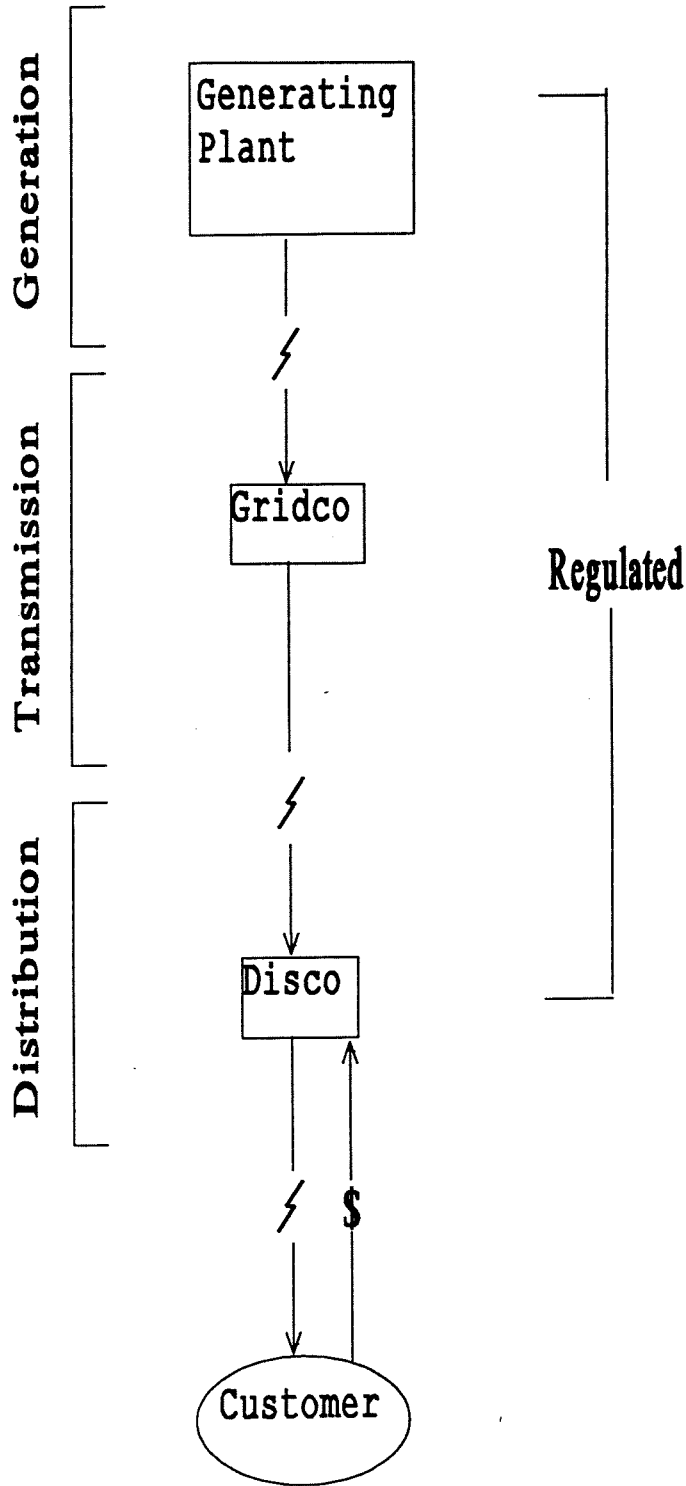 Generation
Generating
Plant
Transmission
Gridco
Regulated
Distribution
Disco
$
Customer